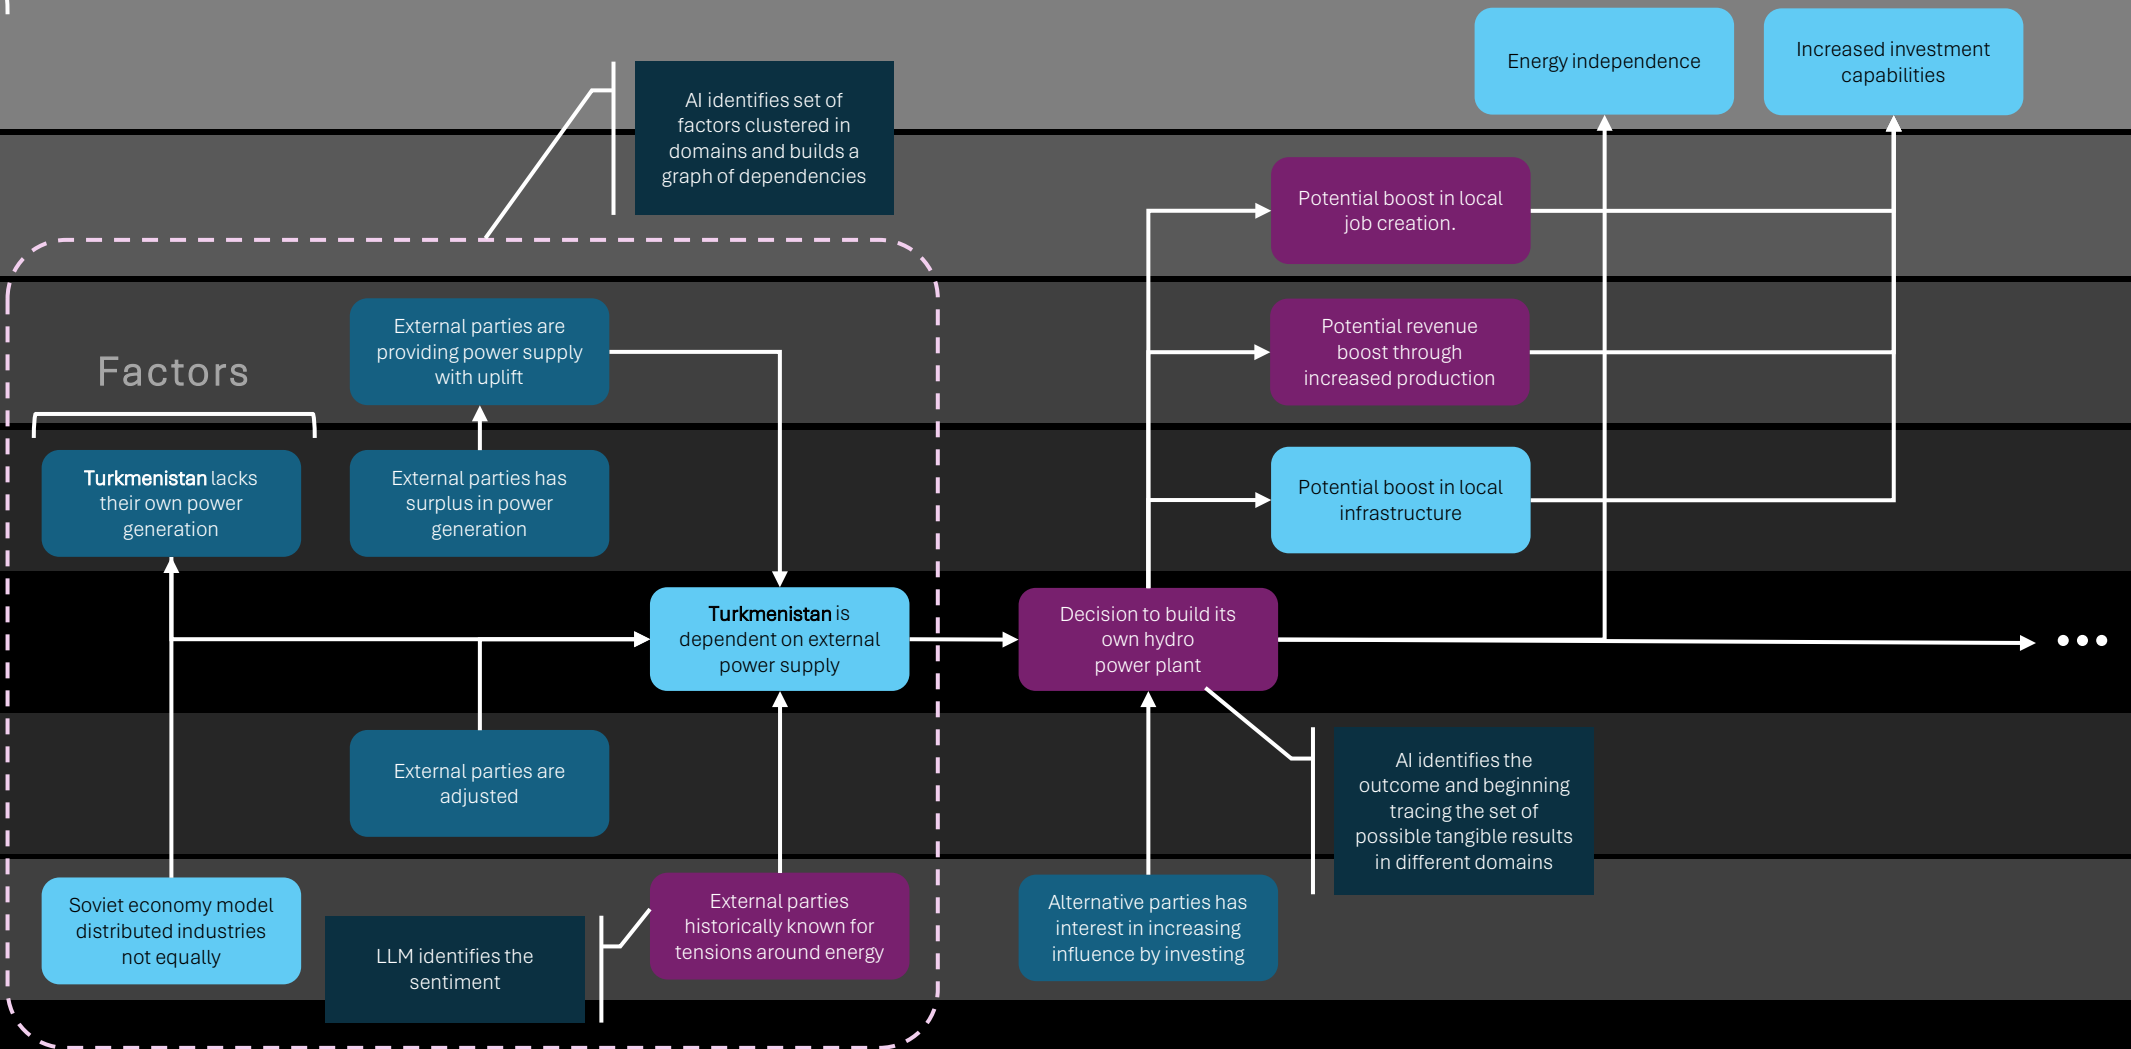 Energy independence
Increased investment
capabilities
AI identifies set of
factors clustered in
domains and builds a
graph of dependencies
Potential boost in local
job creation.
External parties are
providing power supply
with uplift
Potential revenue
boost through
increased production
Factors
Turkmenistan lacks
their own power
generation
External parties has
surplus in power
generation
Potential boost in local
infrastructure
Turkmenistan is
dependent on external
power supply
Decision to build its
own hydro
power plant
•••
External parties are
adjusted
AI identifies the
outcome and beginning
tracing the set of
possible tangible results
in different domains
Soviet economy model
distributed industries
not equally
LLM identifies the
sentiment
External parties
historically known for
tensions around energy
Alternative parties has
interest in increasing
influence by investing